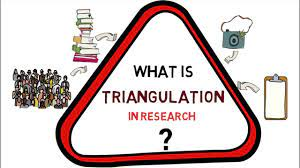 WHAT IS
TRIANGULATION
IN RESEARCH
?